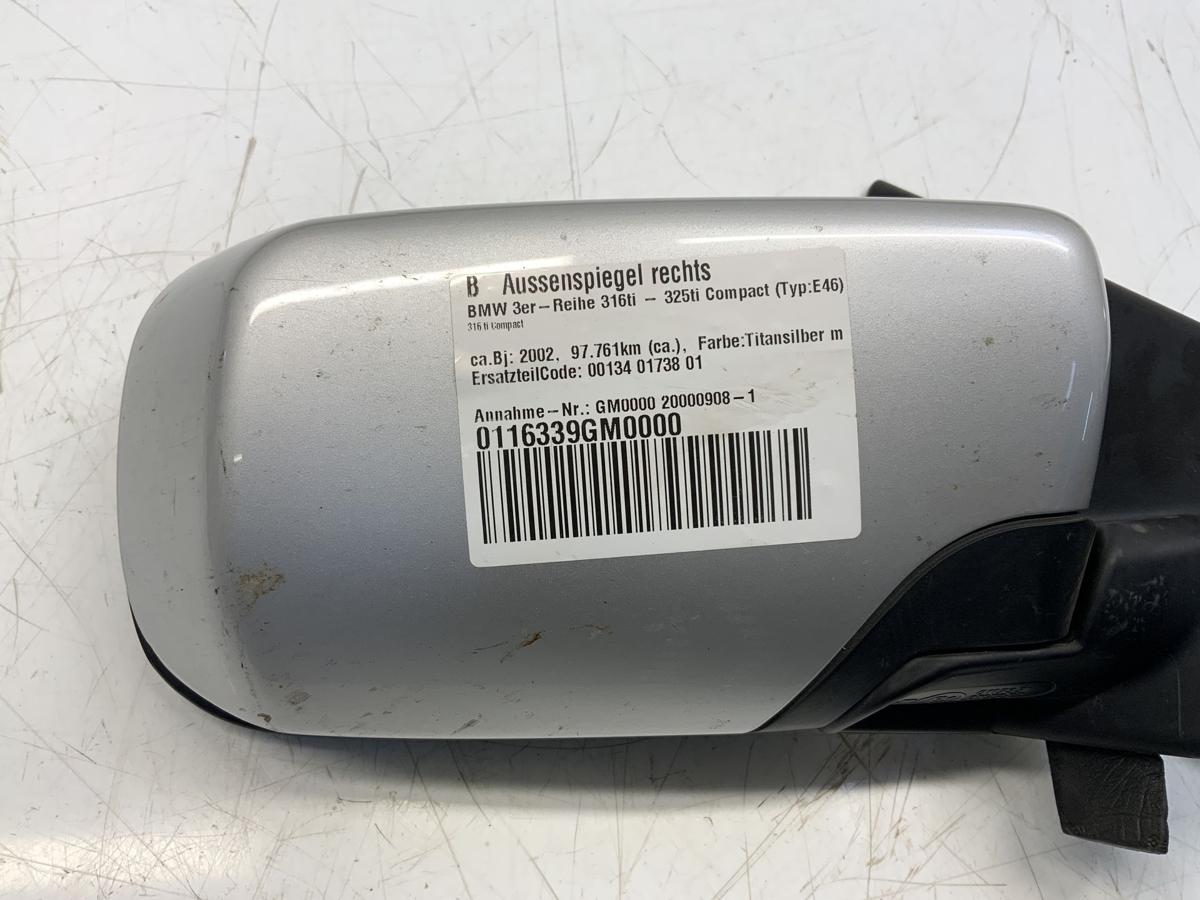 B Aussenspiegel rechts
BMW 3er-Reihe 316ti - 325ti Compact (Typ:E46)
316 ti Compact
ca.Bj: 2002, 97.761km (ca.), Farbe:Titansilber m
ErsatzteilCode: 00134 01738 01
Annahme-Nr.: GM0000 20000908-1
0116339GM0000